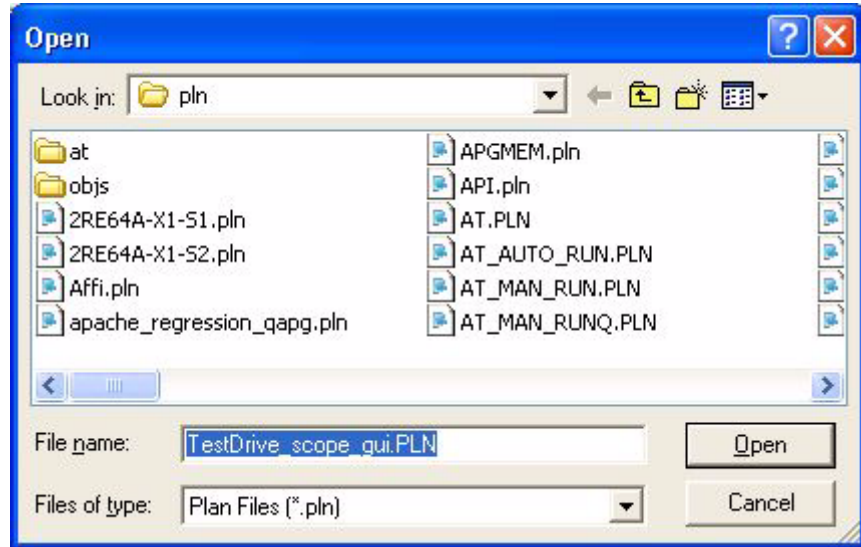 Open
Look in: pln
at
objs
2RE64A-X1-S1.pln
2RE64A-X1-S2.pln
Affi.pln
apache_regression_qapg.pln
APGMEM.pln
API.pln
AT.PLN
AT_AUTO_RUN.PLN
AT_MAN_RUN.PLN
AT_MAN_RUNQ.PLN
File name: TestDrive_scope_gui.PLN Open
Files of type: Plan Files (*.pln) Cancel